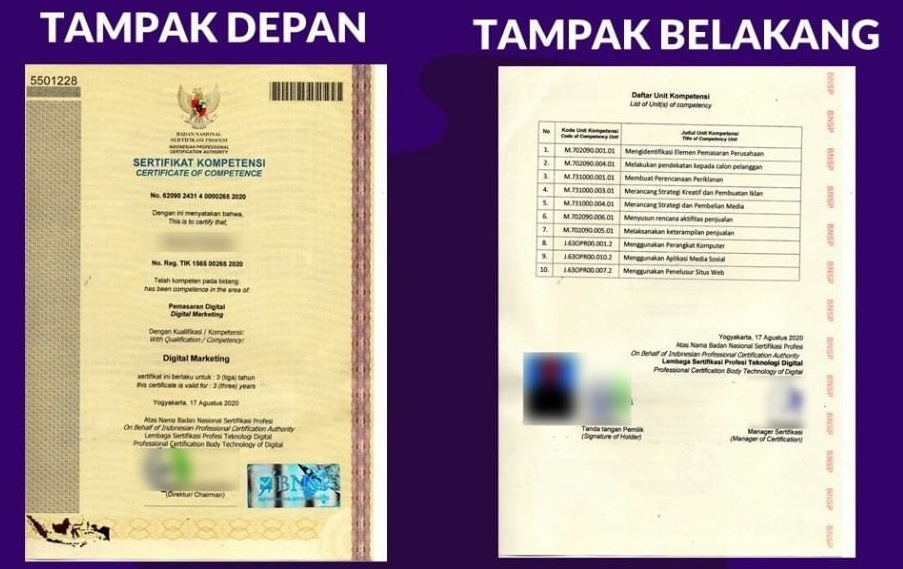 TAMPAK DEPAN
5501228
BADAN NASIONAL
SERTIFIKASI PROFESI
INDONESIAN PROFESSIONAL
CERTIFICATION AUTHORITY
SERTIFIKAT KOMPETENSI
CERTIFICATE OF COMPETENCE
No. 62090 2431 4 0000265 2020
Dengan ini menyatakan bahwa,
This is to certify that,
No. Reg. TIK 1565 00265 2020
Telah kompeten pada bidang:
has been competence in the area of:
Pemasaran Digital
Digital Marketing
Dengan Kualifikasi / Kompetensi:
With Qualification / Competency:
Digital Marketing
sertifikat ini berlaku untuk : 3 (tiga) tahun
this certificate is valid for : 3 (three) years
Yogyakarta, 17 Agustus 2020
Atas Nama Badan Nasional Sertifikasi Profesi
On Behalf of Indonesian Professional Certification Authority
Lembaga Sertifikasi Profesi Teknologi Digital
Professional Certification Body Technology of Digital
(Direktur/ Chairman)
BNSP
TAMPAK BELAKANG
Daftar Unit Kompetensi
List of Unit(s) of competency
No Kode Unit Kompetensi Judul Unit Kompetensi
Code of Competency Unit Title of Competency Unit
1. M.702090.001.01 Mengidentifikasi Elemen Pemasaran Perusahaan
2. M.702090.004.01 Melakukan pendekatan kepada calon pelanggan
3. M.731000.001.01 Membuat Perencanaan Periklanan
4. M.731000.003.01 Merancang Strategi Kreatif dan Pembuatan Iklan
5. M.731000.004.01 Merancang Strategi dan Pembelian Media
6. M.702090.006.01 Menyusun rencana aktifitas penjualan
7. M.702090.005.01 Melaksanakan keterampilan penjualan
8. J.63OPR00.001.2 Menggunakan Perangkat Komputer
9. J.63OPR00.010.2 Menggunakan Aplikasi Media Sosial
10. J.63OPR00.007.2 Menggunakan Penelusur Situs Web
Yogyakarta, 17 Agustus 2020
Atas Nama Badan Nasional Sertifikasi Profesi
On Behalf of Indonesian Professional Certification Authority
Lembaga Sertifikasi Profesi Teknologi Digital
Professional Certification Body Technology of Digital
Tanda tangan Pemilik
(Signature of Holder)
Manager Sertifikasi
(Manager of Certification)
BNSP
BNSP
BNSP
BNSP
BNSP
BNSP
BNSP
BNSP
BNSP
BNSP
BNSP
BNSP
BNSP